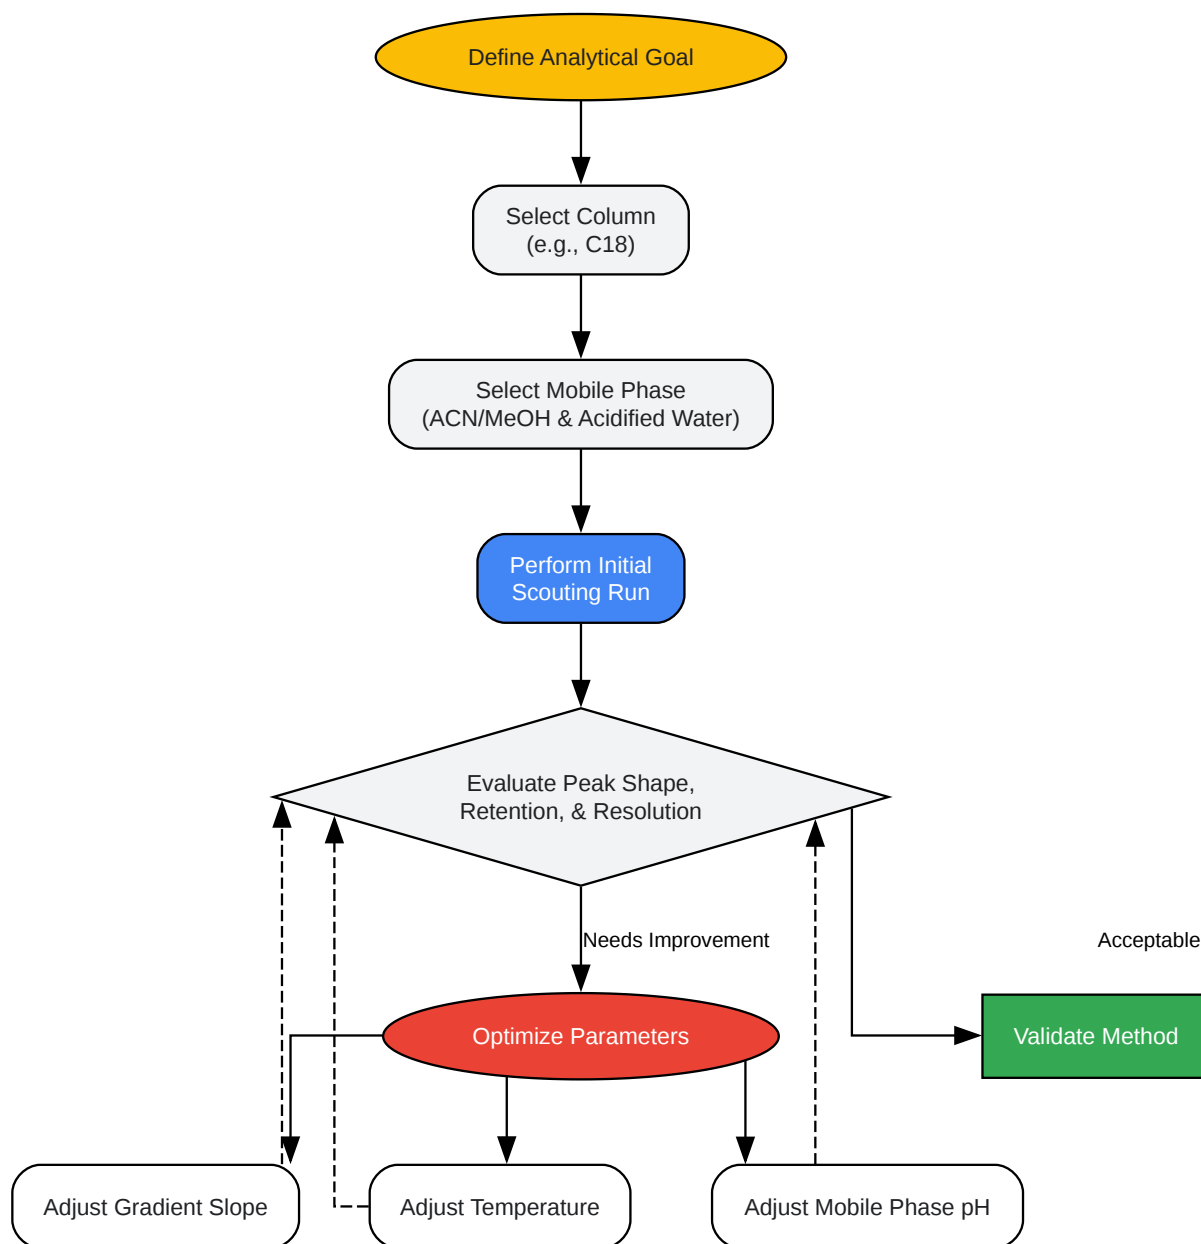 Define Analytical Goal
Select Column
(e.g., C18)
Select Mobile Phase
(ACN/MeOH & Acidified Water)
Perform Initial
Scouting Run
Evaluate Peak Shape,
Retention, & Resolution
Needs Improvement
Acceptable
Optimize Parameters
Validate Method
Adjust Gradient Slope
Adjust Temperature
Adjust Mobile Phase pH